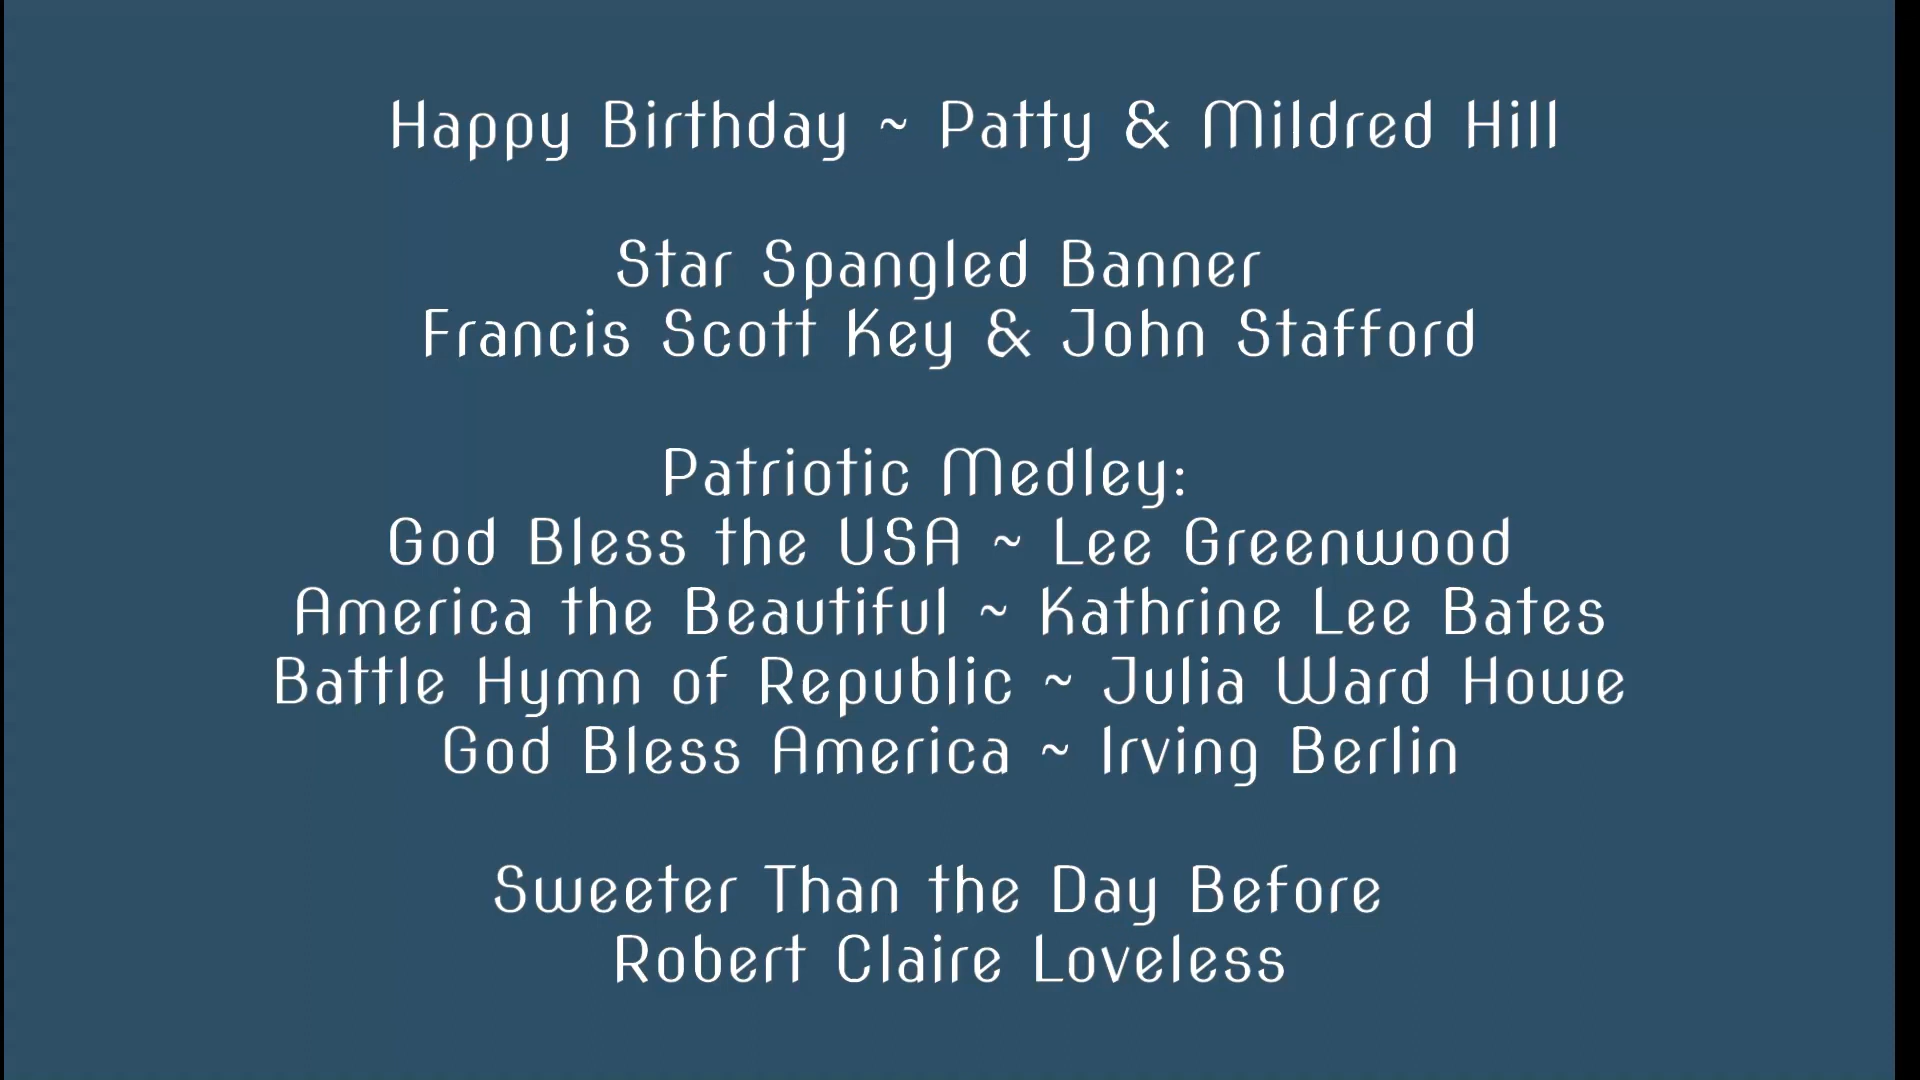 Happy Birthday ~ Patty & Mildred Hill
Star Spangled Banner
Francis Scott Key & John Stafford
Patriotic Medley:
God Bless the USA ~ Lee Greenwood
America the Beautiful ~ Kathrine Lee Bates
Battle Hymn of Republic ~ Julia Ward Howe
God Bless America ~ Irving Berlin
Sweeter Than the Day Before
Robert Claire Loveless